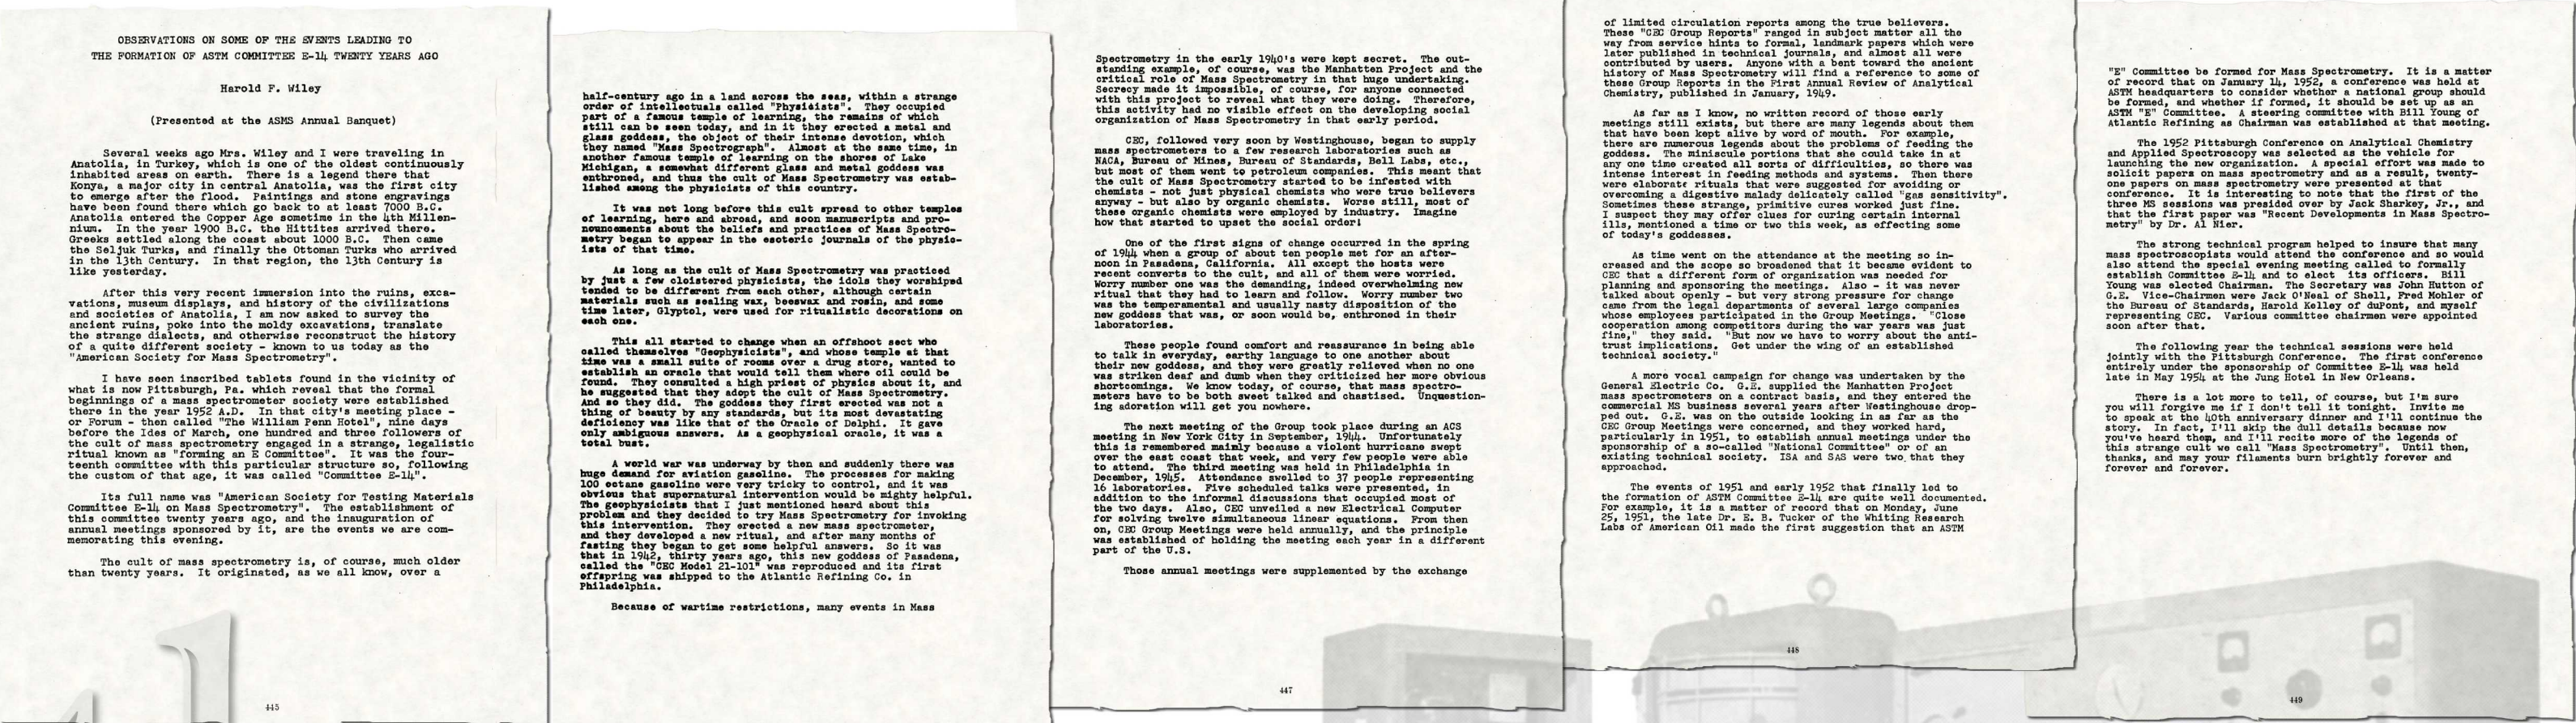 OBSERVATIONS ON SOME OF THE EVENTS LEADING TO
THE FORMATION OF ASTM COMMITTEE E-14 TWENTY YEARS AGO
Harold F. Wiley
(Presented at the ASMS Annual Banquet)
Several weeks ago Mrs. Wiley and I were traveling in
Anatolia, in Turkey, which is one of the oldest continuously
inhabited areas on earth. There is a legend there that
Konya, a major city in central Anatolia, was the first city
to emerge after the flood. Paintings and stone engravings
have been found there which go back to at least 7000 B.C.
Anatolia entered the Copper Age sometime in the 4th Millen-
nium. In the year 1900 B.C. the Hittites arrived there.
Greeks settled along the coast about 1000 B.C. Then came
the Seljuk Turks, and finally the Ottoman Turks who arrived
in the 13th Century. In that region, the 13th Century is
like yesterday.
After this very recent immersion into the ruins, exca-
vations, museum displays, and history of the civilizations
and societies of Anatolia, I am now asked to survey the
ancient ruins, poke into the moldy excavations, translate
the strange dialects, and otherwise reconstruct the history
of a quite different society - known to us today as the
"American Society for Mass Spectrometry".
I have seen inscribed tablets found in the vicinity of
what is now Pittsburgh, Pa. which reveal that the formal
beginnings of a mass spectrometer society were established
there in the year 1952 A.D. In that city's meeting place -
or Forum - then called "The William Penn Hotel", nine days
before the Ides of March, one hundred and three followers of
the cult of mass spectrometry engaged in a strange, legalistic
ritual known as "forming an E Committee". It was the four-
teenth committee with this particular structure so, following
the custom of that age, it was called "Committee E-14".
Its full name was "American Society for Testing Materials
Committee E-14 on Mass Spectrometry". The establishment of
this committee twenty years ago, and the inauguration of
annual meetings sponsored by it, are the events we are com-
memorating this evening.
The cult of mass spectrometry is, of course, much older
than twenty years. It originated, as we all know, over a
445
half-century ago in a land across the seas, within a strange
order of intellectuals called "Physicists". They occupied
part of a famous temple of learning, the remains of which
still can be seen today, and in it they erected a metal and
glass goddess, the object of their intense devotion, which
they named "Mass Spectrograph". Almost at the same time, in
another famous temple of learning on the shores of Lake
Michigan, a somewhat different glass and metal goddess was
enthroned, and thus the cult of Mass Spectrometry was estab-
lished among the physicists of this country.
It was not long before this cult spread to other temples
of learning, here and abroad, and soon manuscripts and pro-
nouncements about the beliefs and practices of Mass Spectro-
metry began to appear in the esoteric journals of the physic-
ists of that time.
As long as the cult of Mass Spectrometry was practiced
by just a few cloistered physicists, the idols they worshiped
tended to be different from each other, although certain
materials such as sealing wax, beeswax and rosin, and some
time later, Glyptol, were used for ritualistic decorations on
each one.
This all started to change when an offshoot sect who
called themselves "Geophysicists", and whose temple at that
time was a small suite of rooms over a drug store, wanted to
establish an oracle that would tell them where oil could be
found. They consulted a high priest of physics about it, and
he suggested that they adopt the cult of Mass Spectrometry.
And so they did. The goddess they first erected was not a
thing of beauty by any standards, but its most devastating
deficiency was like that of the Oracle of Delphi. It gave
only ambiguous answers. As a geophysical oracle, it was a
total bust.
A world war was underway by then and suddenly there was
huge demand for aviation gasoline. The processes for making
100 octane gasoline were very tricky to control, and it was
obvious that supernatural intervention would be mighty helpful.
The geophysicists that I just mentioned heard about this
problem and they decided to try Mass Spectrometry for invoking
this intervention. They erected a new mass spectrometer,
and they developed a new ritual, and after many months of
fasting they began to get some helpful answers. So it was
that in 1942, thirty years ago, this new goddess of Pasadena,
called the "CEC Model 21-101" was reproduced and its first
offspring was shipped to the Atlantic Refining Co. in
Philadelphia.
Because of wartime restrictions, many events in Mass
Spectrometry in the early 1940's were kept secret. The out-
standing example, of course, was the Manhatten Project and the
critical role of Mass Spectrometry in that huge undertaking.
Secrecy made it impossible, of course, for anyone connected
with this project to reveal what they were doing. Therefore,
this activity had no visible effect on the developing social
organization of Mass Spectrometry in that early period.
CEC, followed very soon by Westinghouse, began to supply
mass spectrometers to a few research laboratories such as
NACA, Bureau of Mines, Bureau of Standards, Bell Labs, etc.,
but most of them went to petroleum companies. This meant that
the cult of Mass Spectrometry started to be infested with
chemists - not just physical chemists who were true believers
anyway - but also by organic chemists. Worse still, most of
these organic chemists were employed by industry. Imagine
how that started to upset the social order!
One of the first signs of change occurred in the spring
of 1944 when a group of about ten people met for an after-
noon in Pasadena, California. All except the hosts were
recent converts to the cult, and all of them were worried.
Worry number one was the demanding, indeed overwhelming new
ritual that they had to learn and follow. Worry number two
was the temperamental and usually nasty disposition of the
new goddess that was, or soon would be, enthroned in their
laboratories.
These people found comfort and reassurance in being able
to talk in everyday, earthy language to one another about
their new goddess, and they were greatly relieved when no one
was striken deaf and dumb when they criticized her more obvious
shortcomings. We know today, of course, that mass spectro-
meters have to be both sweet talked and chastised. Unquestion-
ing adoration will get you nowhere.
The next meeting of the Group took place during an ACS
meeting in New York City in September, 1944. Unfortunately
this is remembered mainly because a violent hurricane swept
over the east coast that week, and very few people were able
to attend. The third meeting was held in Philadelphia in
December, 1945. Attendance swelled to 37 people representing
16 laboratories. Five scheduled talks were presented, in
addition to the informal discussions that occupied most of
the two days. Also, CEC unveiled a new Electrical Computer
for solving twelve simultaneous linear equations. From then
on, CEC Group Meetings were held annually, and the principle
was established of holding the meeting each year in a different
part of the U.S.
Those annual meetings were supplemented by the exchange
447
of limited circulation reports among the true believers.
These "CEC Group Reports" ranged in subject matter all the
way from service hints to formal, landmark papers which were
later published in technical journals, and almost all were
contributed by users. Anyone with a bent toward the ancient
history of Mass Spectrometry will find a reference to some of
these Group Reports in the First Annual Review of Analytical
Chemistry, published in January, 1949.
As far as I know, no written record of those early
meetings still exists, but there are many legends about them
that have been kept alive by word of mouth. For example,
there are numerous legends about the problems of feeding the
goddess. The miniscule portions that she could take in at
any one time created all sorts of difficulties, so there was
intense interest in feeding methods and systems. Then there
were elaborate rituals that were suggested for avoiding or
overcoming a digestive malady delicately called "gas sensitivity".
Sometimes these strange, primitive cures worked just fine.
I suspect they may offer clues for curing certain internal
ills, mentioned a time or two this week, as effecting some
of today's goddesses.
As time went on the attendance at the meeting so in-
creased and the scope so broadened that it became evident to
CEC that a different form of organization was needed for
planning and sponsoring the meetings. Also - it was never
talked about openly - but very strong pressure for change
came from the legal departments of several large companies
whose employees participated in the Group Meetings. "Close
cooperation among competitors during the war years was just
fine," they said. "But now we have to worry about the anti-
trust implications. Get under the wing of an established
technical society."
A more vocal campaign for change was undertaken by the
General Electric Co. G.E. supplied the Manhattan Project
mass spectrometers on a contract basis, and they entered the
commercial MS business several years after Westinghouse drop-
ped out. G.E. was on the outside looking in as far as the
CEC Group Meetings were concerned, and they worked hard,
particularly in 1951, to establish annual meetings under the
sponsorship of a so-called "National Committee" or of an
existing technical society. ISA and SAS were two that they
approached.
The events of 1951 and early 1952 that finally led to
the formation of ASTM Committee E-14 are quite well documented.
For example, it is a matter of record that on Monday, June
25, 1951, the late Dr. E. B. Tucker of the Whiting Research
Labs of American Oil made the first suggestion that an ASTM
448
"E" Committee be formed for Mass Spectrometry. It is a matter
of record that on January 14, 1952, a conference was held at
ASTM headquarters to consider whether a national group should
be formed, and whether if formed, it should be set up as an
ASTM "E" Committee. A steering committee with Bill Young of
Atlantic Refining as Chairman was established at that meeting.
The 1952 Pittsburgh Conference on Analytical Chemistry
and Applied Spectroscopy was selected as the vehicle for
launching the new organization. A special effort was made to
solicit papers on mass spectrometry and as a result, twenty-
one papers on mass spectrometry were presented at that
conference. It is interesting to note that the first of the
three MS sessions was presided over by Jack Sharkey, Jr., and
that the first paper was "Recent Developments in Mass Spectro-
metry" by Dr. Al Nier.
The strong technical program helped to insure that many
mass spectroscopists would attend the conference and so would
also attend the special evening meeting called to formally
establish Committee E-14 and to elect its officers. Bill
Young was elected Chairman. The Secretary was John Hutton of
G.E. Vice-Chairmen were Jack O'Neal of Shell, Fred Mohler of
the Bureau of Standards, Harold Kelley of duPont, and myself
representing CEC. Various committee chairmen were appointed
soon after that.
The following year the technical sessions were held
jointly with the Pittsburgh Conference. The first conference
entirely under the sponsorship of Committee E-14 was held
late in May 1954 at the Jung Hotel in New Orleans.
There is a lot more to tell, of course, but I'm sure
you will forgive me if I don't tell it tonight. Invite me
to speak at the 40th anniversary dinner and I'll continue the
story. In fact, I'll skip the dull details because now
you've heard them, and I'll recite more of the legends of
this strange cult we call "Mass Spectrometry". Until then,
thanks, and may your filaments burn brightly forever and
forever and forever.
449